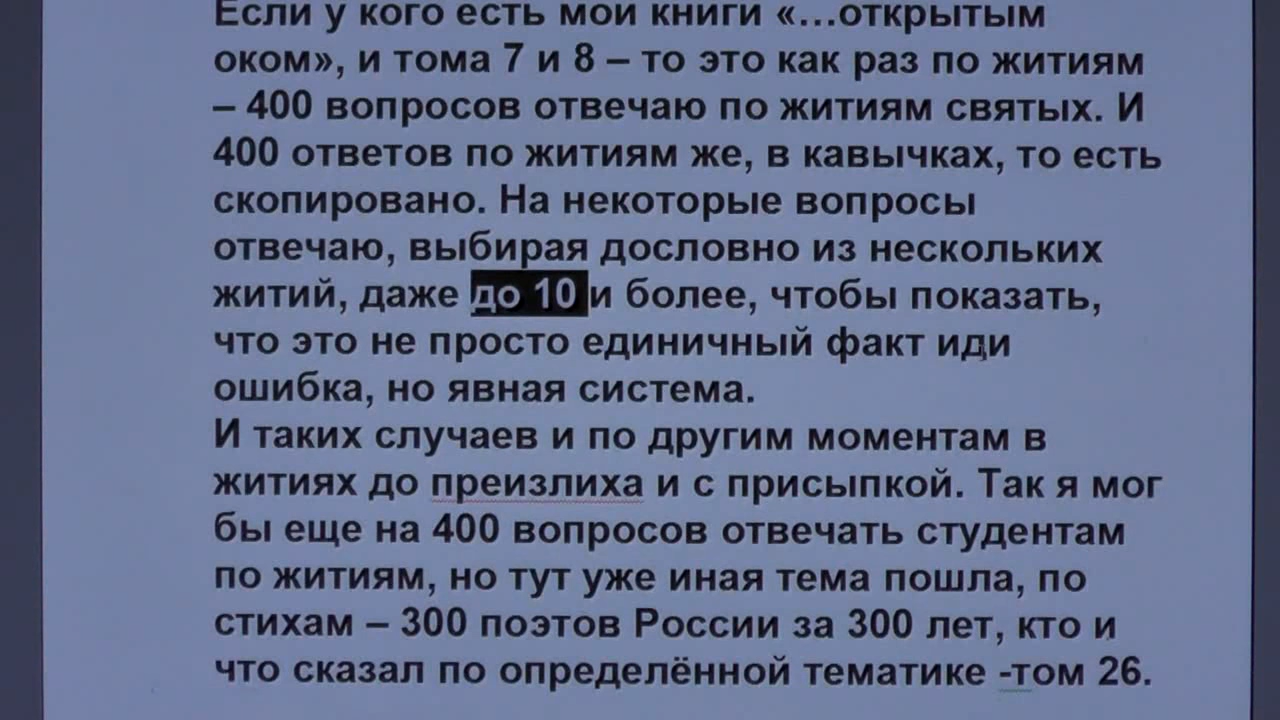 Если у кого есть мои книги «…открытым
оком», и тома 7 и 8 – то это как раз по житиям
– 400 вопросов отвечаю по житиям святых. И
400 ответов по житиям же, в кавычках, то есть
скопировано. На некоторые вопросы
отвечаю, выбирая дословно из нескольких
житий, даже до 10 и более, чтобы показать,
что это не просто единичный факт иди
ошибка, но явная система.
И таких случаев и по другим моментам в
житиях до преизлиха и с присыпкой. Так я мог
бы еще на 400 вопросов отвечать студентам
по житиям, но тут уже иная тема пошла, по
стихам – 300 поэтов России за 300 лет, кто и
что сказал по определённой тематике -том 26.